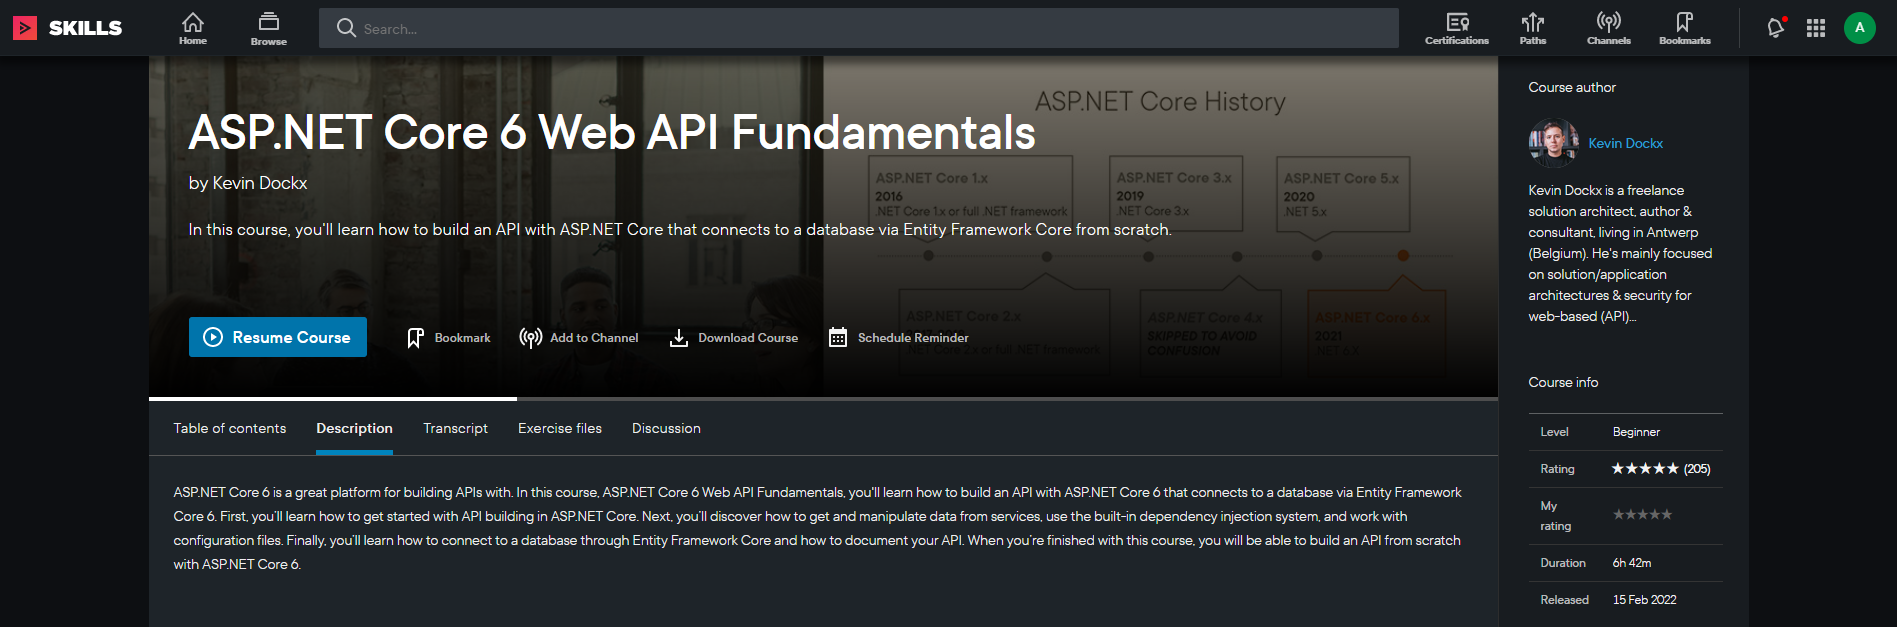 SKILLS
Home
Browse
Search...
Certifications
Paths
Channels
Bookmarks
A
ASP.NET Core History
ASP.NET Core 6 Web API Fundamentals
by Kevin Dockx
ASP.NET Core 1.x
2016
.NET Core 1.x or full .NET framework
ASP.NET Core 3.x
2019
.NET Core 3.x
ASP.NET Core 5.x
2020
.NET 5.x
In this course, you'll learn how to build an API with ASP.NET Core that connects to a database via Entity Framework Core from scratch.
ASP.NET Core 2.x
2017-2018
.NET Core 2.x or full .NET framework
ASP.NET Core 4.x
SKIPPED TO AVOID
CONFUSION
ASP.NET Core 6.x
2021
.NET 6.x
Resume Course
Bookmark
Add to Channel
Download Course
Schedule Reminder
Table of contents
Description
Transcript
Exercise files
Discussion
ASP.NET Core 6 is a great platform for building APIs with. In this course, ASP.NET Core 6 Web API Fundamentals, you'll learn how to build an API with ASP.NET Core 6 that connects to a database via Entity Framework
Core 6. First, you'll learn how to get started with API building in ASP.NET Core. Next, you'll discover how to get and manipulate data from services, use the built-in dependency injection system, and work with
configuration files. Finally, you'll learn how to connect to a database through Entity Framework Core and how to document your API. When you're finished with this course, you will be able to build an API from scratch
with ASP.NET Core 6.
Course author
Kevin Dockx
Kevin Dockx is a freelance
solution architect, author &
consultant, living in Antwerp
(Belgium). He's mainly focused
on solution/application
architectures & security for
web-based (API)...
Course info
Level Beginner
Rating ★★★★★ (205)
My
rating ★★★★★
Duration 6h 42m
Released 15 Feb 2022